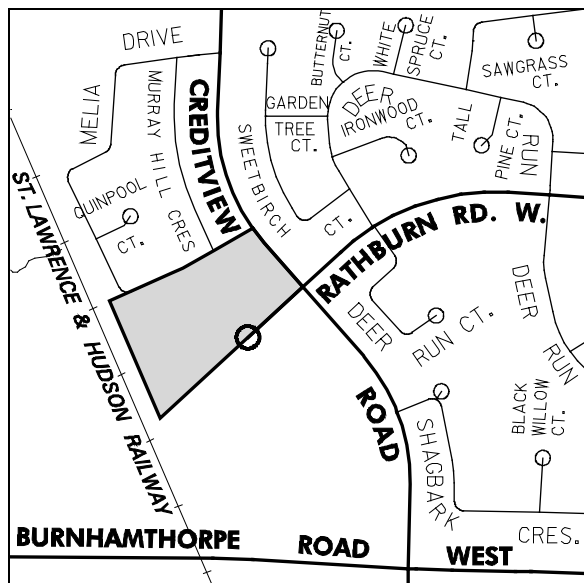 DRIVE
MELIA
MURRAY HILL CRES
QUINPOOL
CT.
CREDITVIEW
ROAD
SWEETBIRCH
CT.
GARDEN
TREE CT.
BUTTERNUT
CT.
WHITE
SPRUCE
CT.
DEER
RUN
IRONWOOD
CT.
TALL
PINE CT.
SAWGRASS
CT.
RATHBURN RD. W.
DEER
RUN CT.
DEER
RUN
ST. LAWRENCE & HUDSON RAILWAY
SHAGBARK
CRES.
BLACK
WILLOW
CT.
BURNHAMTHORPE ROAD WEST